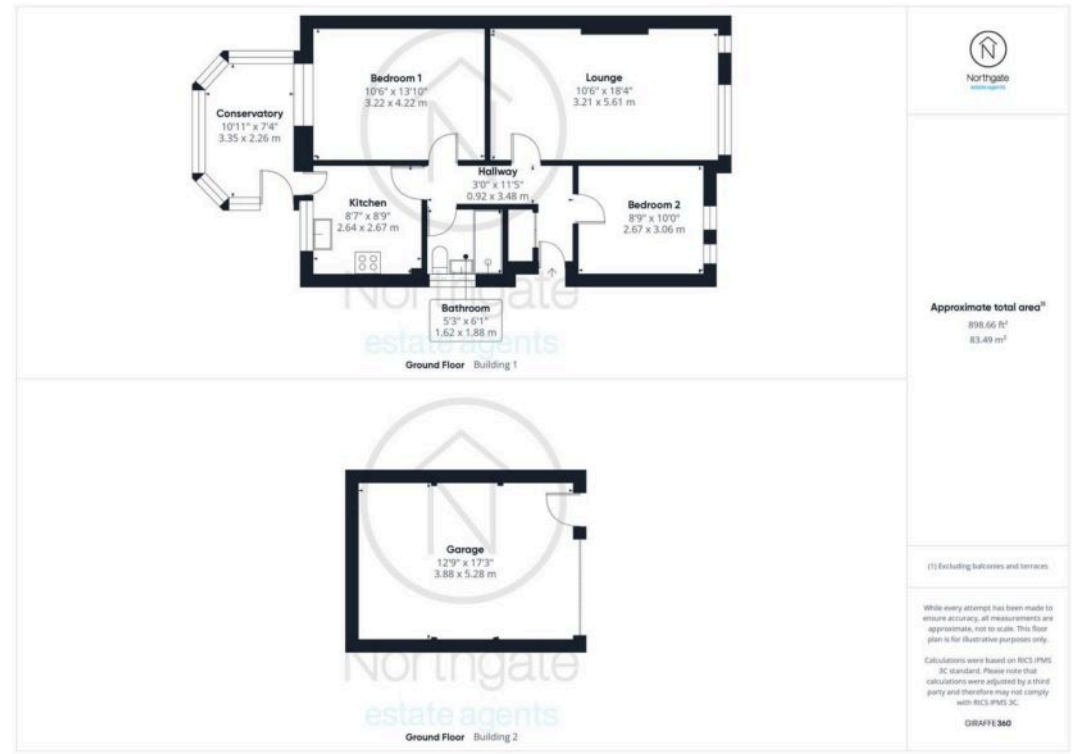 Conservatory
10'11" x 7'4"
3.35 x 2.26 m
Bedroom 1
10'6" x 13'10"
3.22 x 4.22 m
Lounge
10'6" x 18'4"
3.21 x 5.61 m
Hallway
3'0" x 11'5"
0.92 x 3.48 m
Kitchen
8'7" x 8'9"
2.64 x 2.67 m
Bedroom 2
8'9" x 10'0"
2.67 x 3.06 m
Bathroom
5'3" x 6'1"
1.62 x 1.88 m
Northgate
estate agents
Ground Floor Building 1
Garage
12'9" x 17'3"
3.88 x 5.28 m
Northgate
estate agents
Ground Floor Building 2
Northgate
estate agents
Approximate total area⁽¹⁾
898.66 ft²
83.49 m²
(1) Excluding balconies and terraces
While every attempt has been made to
ensure accuracy, all measurements are
approximate, not to scale. This floor
plan is for illustrative purposes only.
Calculations were based on RICS IPMS
3C standard. Please note that
calculations were adjusted by a third
party and therefore may not comply
with RICS IPMS 3C.
GIRAFFE360